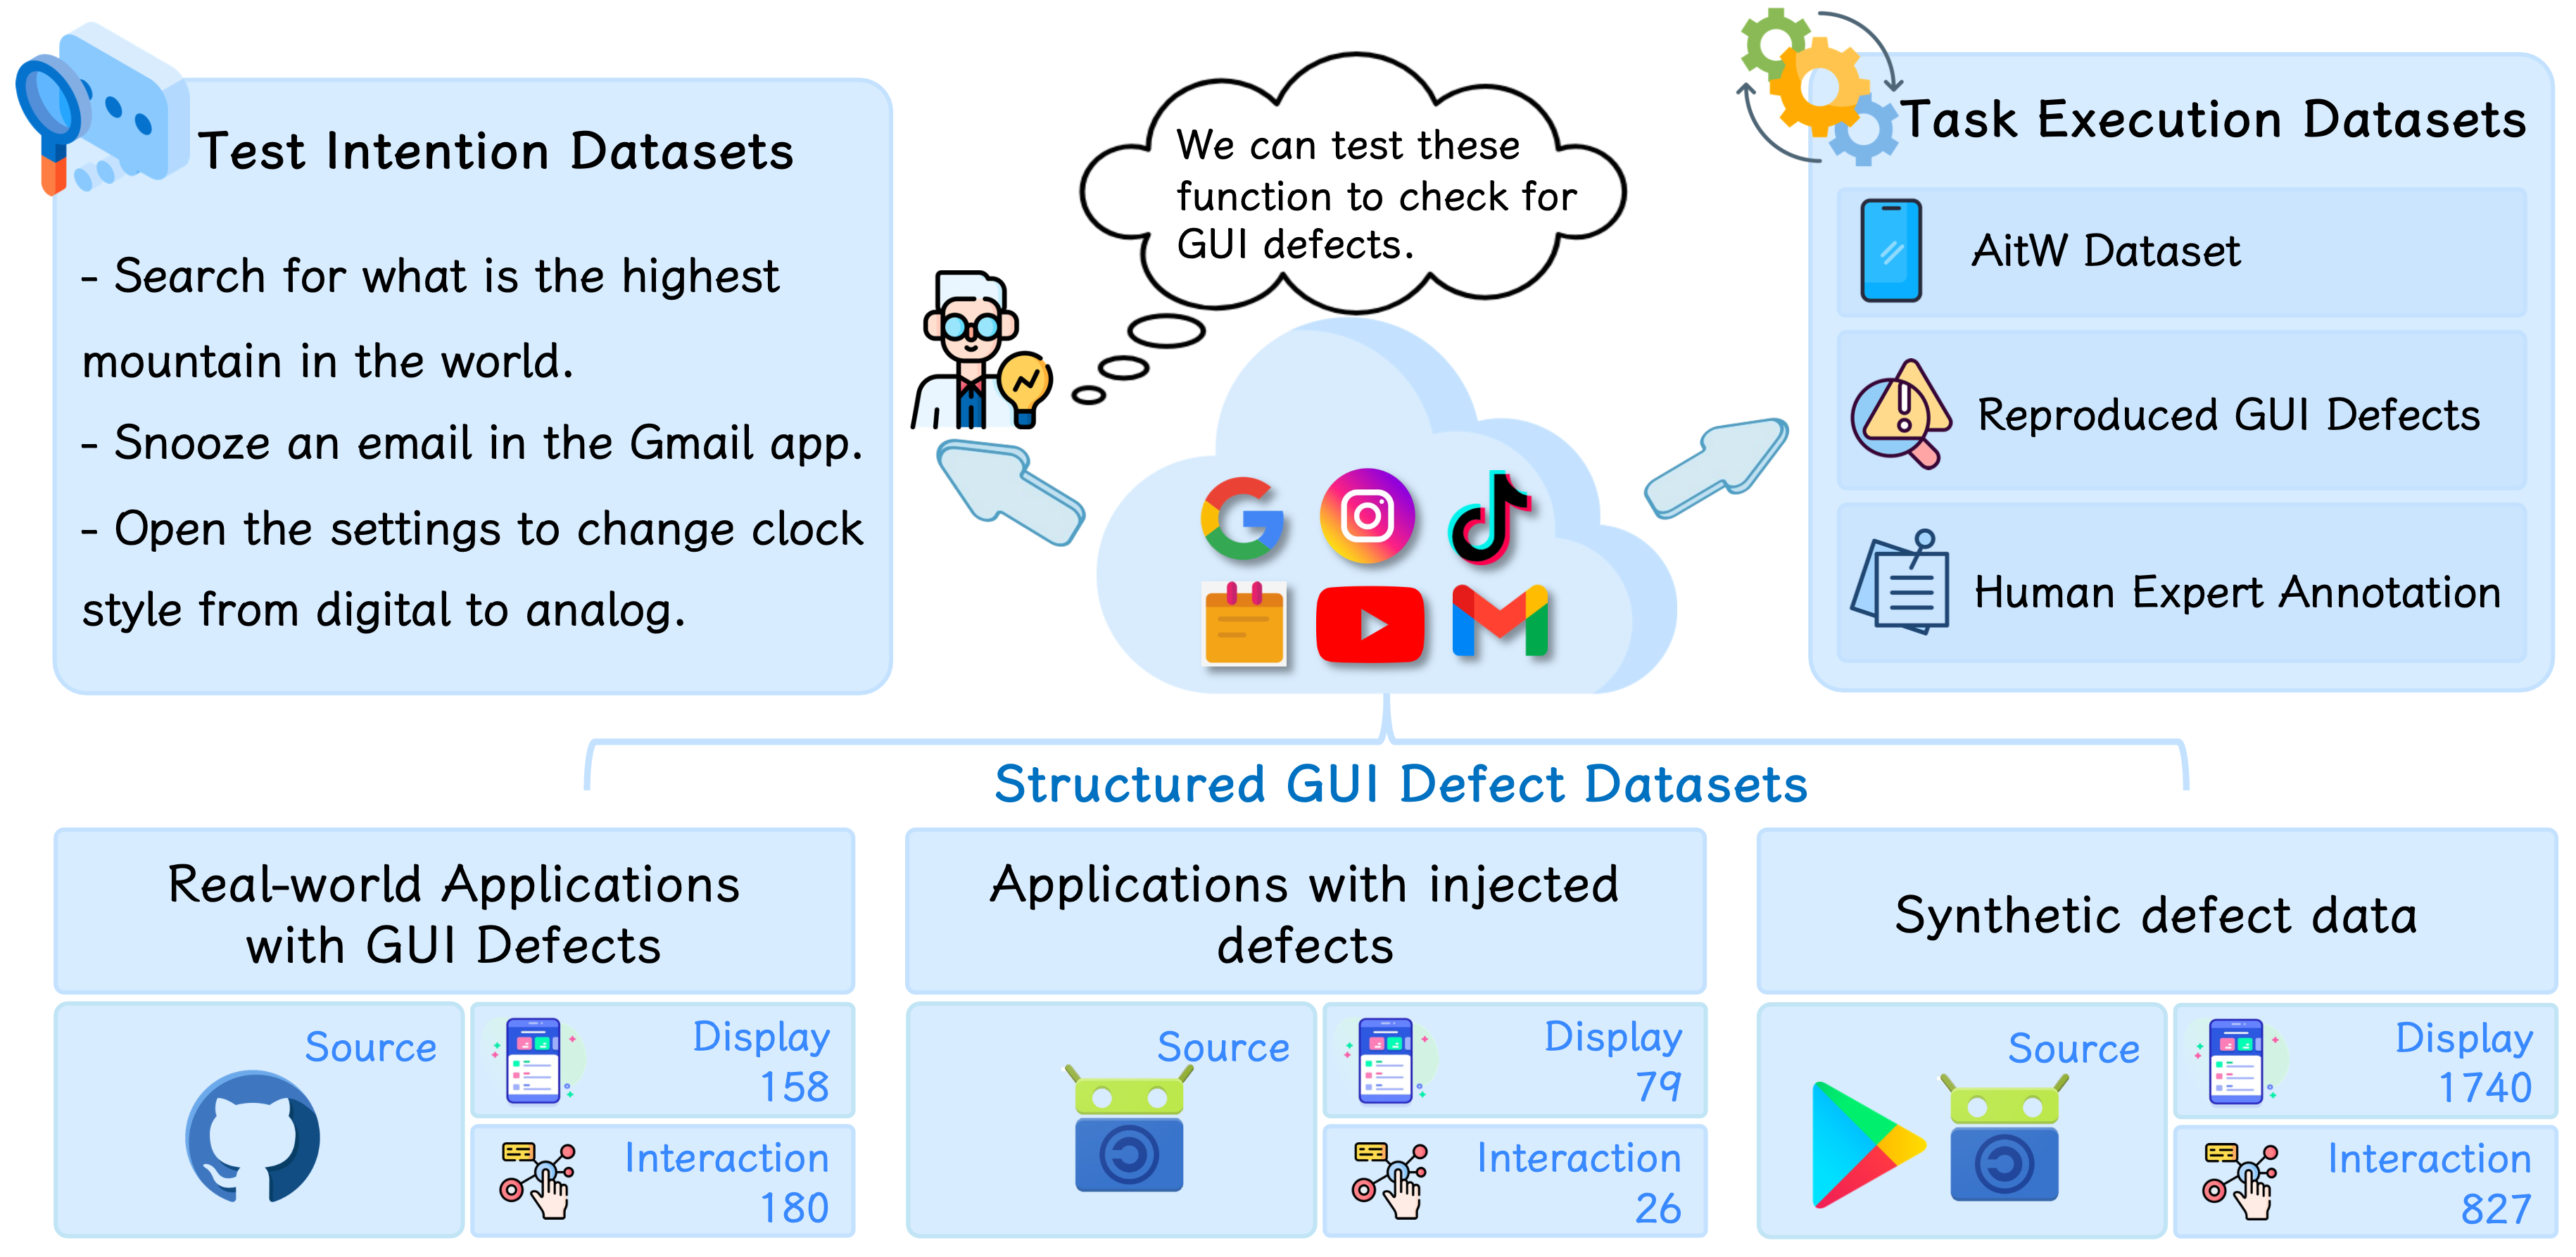 Test Intention Datasets
- Search for what is the highest
mountain in the world.
- Snooze an email in the Gmail app.
- Open the settings to change clock
style from digital to analog.
We can test these
function to check for
GUI defects.
Task Execution Datasets
AitW Dataset
Reproduced GUI Defects
Human Expert Annotation
Structured GUI Defect Datasets
Real-world Applications
with GUI Defects
Source
Display
158
Interaction
180
Applications with injected
defects
Source
Display
79
Interaction
26
Synthetic defect data
Source
Display
1740
Interaction
827